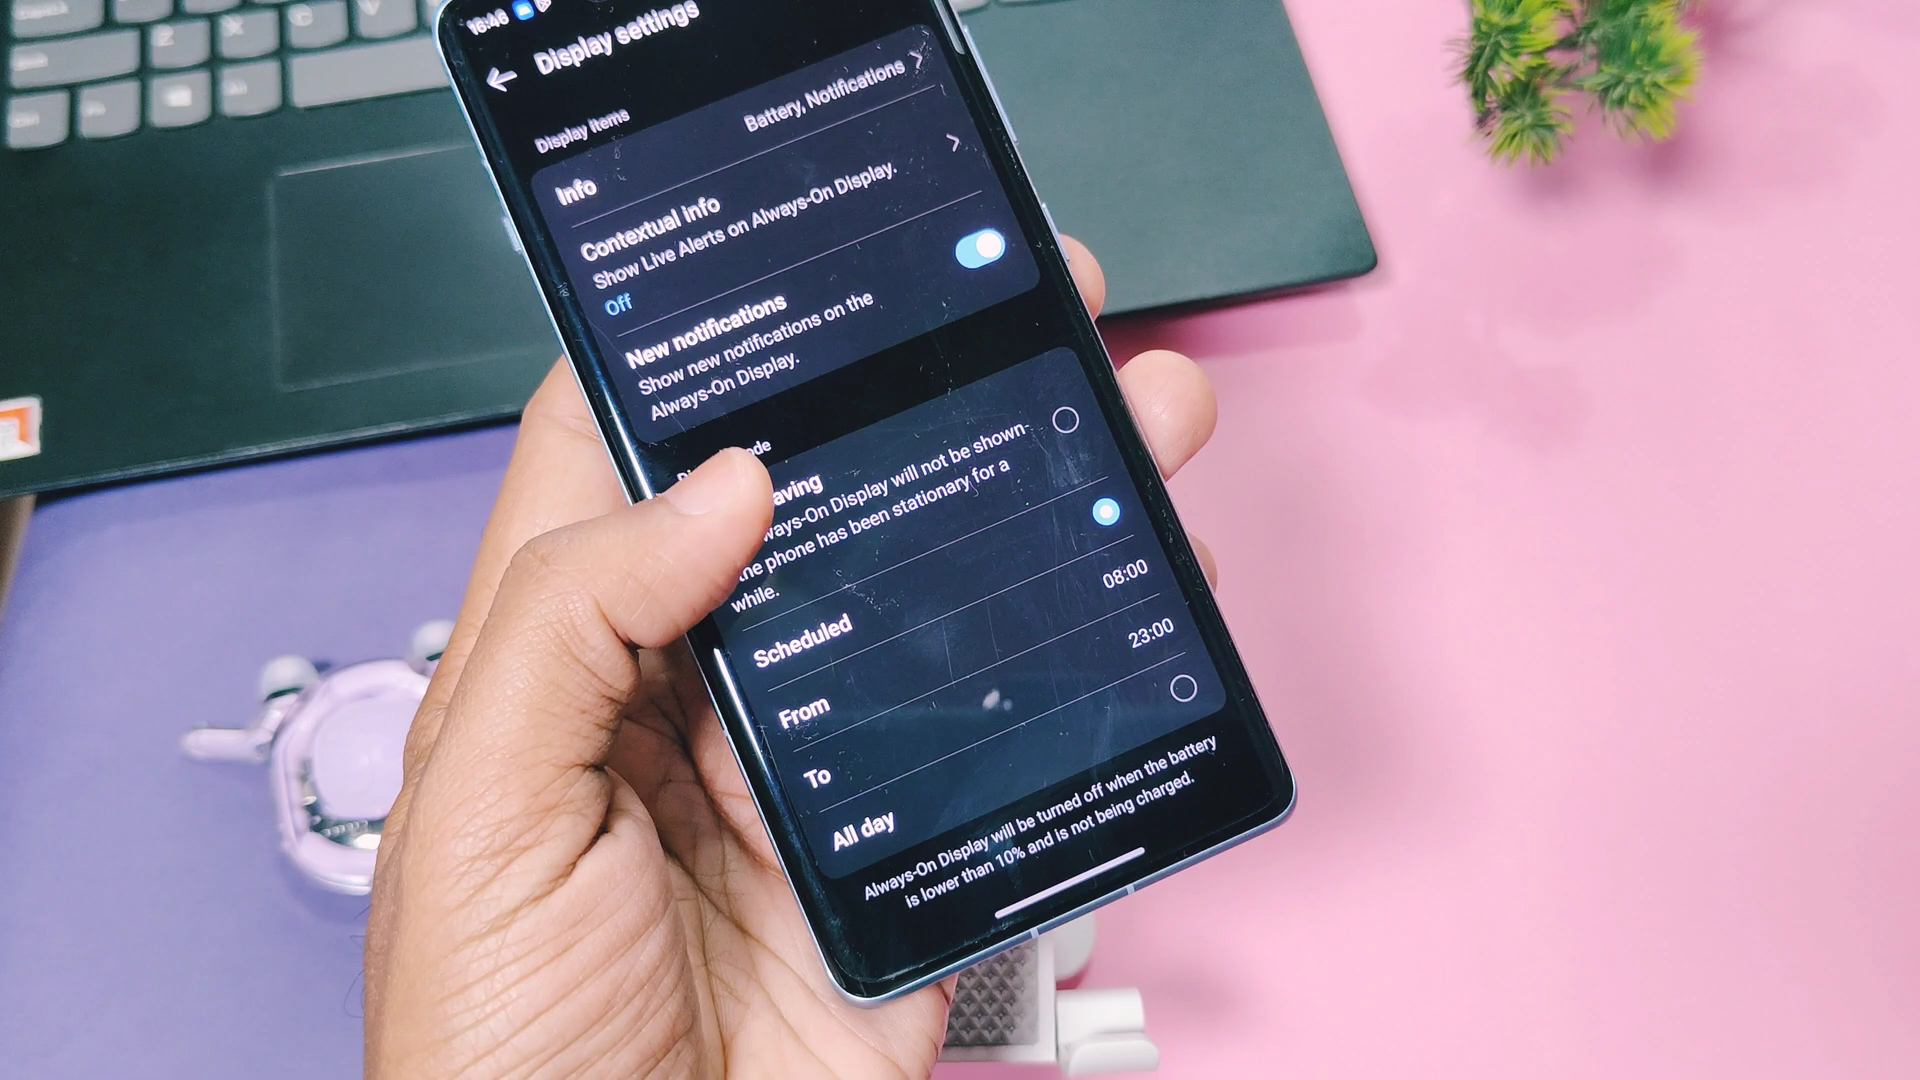 16:46
Display settings
Display items
Info
Battery, Notifications
Contextual info
Show Live Alerts on Always-On Display.
Off
New notifications
Show new notifications on the
Always-On Display.
ode
aving
ways-On Display will not be shown-
the phone has been stationary for a
while.
Scheduled
From
08:00
To
23:00
All day
Always-On Display will be turned off when the battery
is lower than 10% and is not being charged.